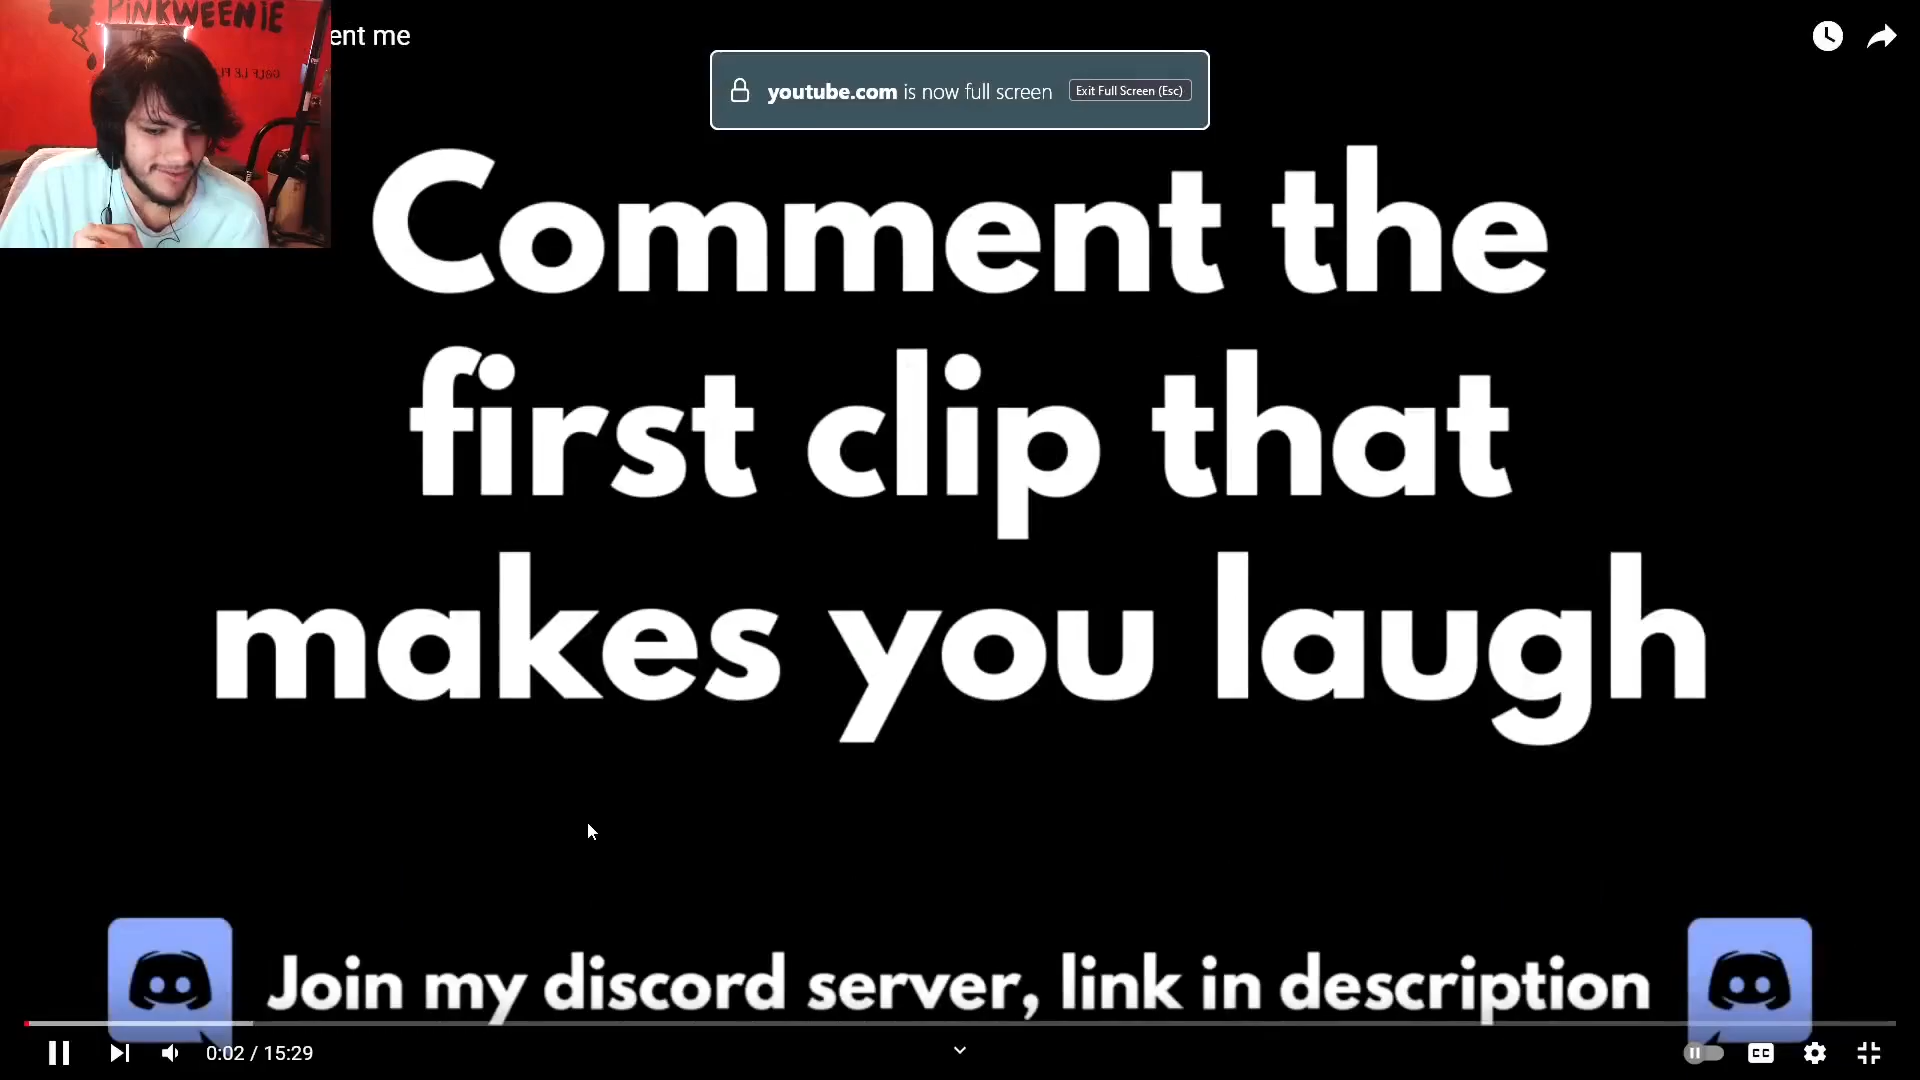 PINKWEENIE
ent me
youtube.com is now full screen Exit Full Screen (Esc)
Comment the
first clip that
makes you laugh
Join my discord server, link in description
0:02 / 15:29
CC